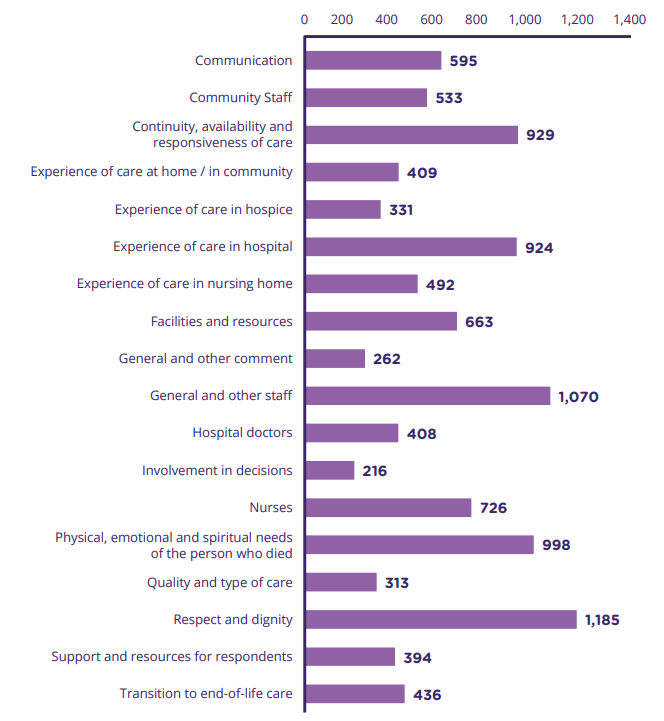 0 200 400 600 800 1,000 1,200 1,400
Communication 595
Community Staff 533
Continuity, availability and
responsiveness of care 929
Experience of care at home / in community 409
Experience of care in hospice 331
Experience of care in hospital 924
Experience of care in nursing home 492
Facilities and resources 663
General and other comment 262
General and other staff 1,070
Hospital doctors 408
Involvement in decisions 216
Nurses 726
Physical, emotional and spiritual needs
of the person who died 998
Quality and type of care 313
Respect and dignity 1,185
Support and resources for respondents 394
Transition to end-of-life care 436